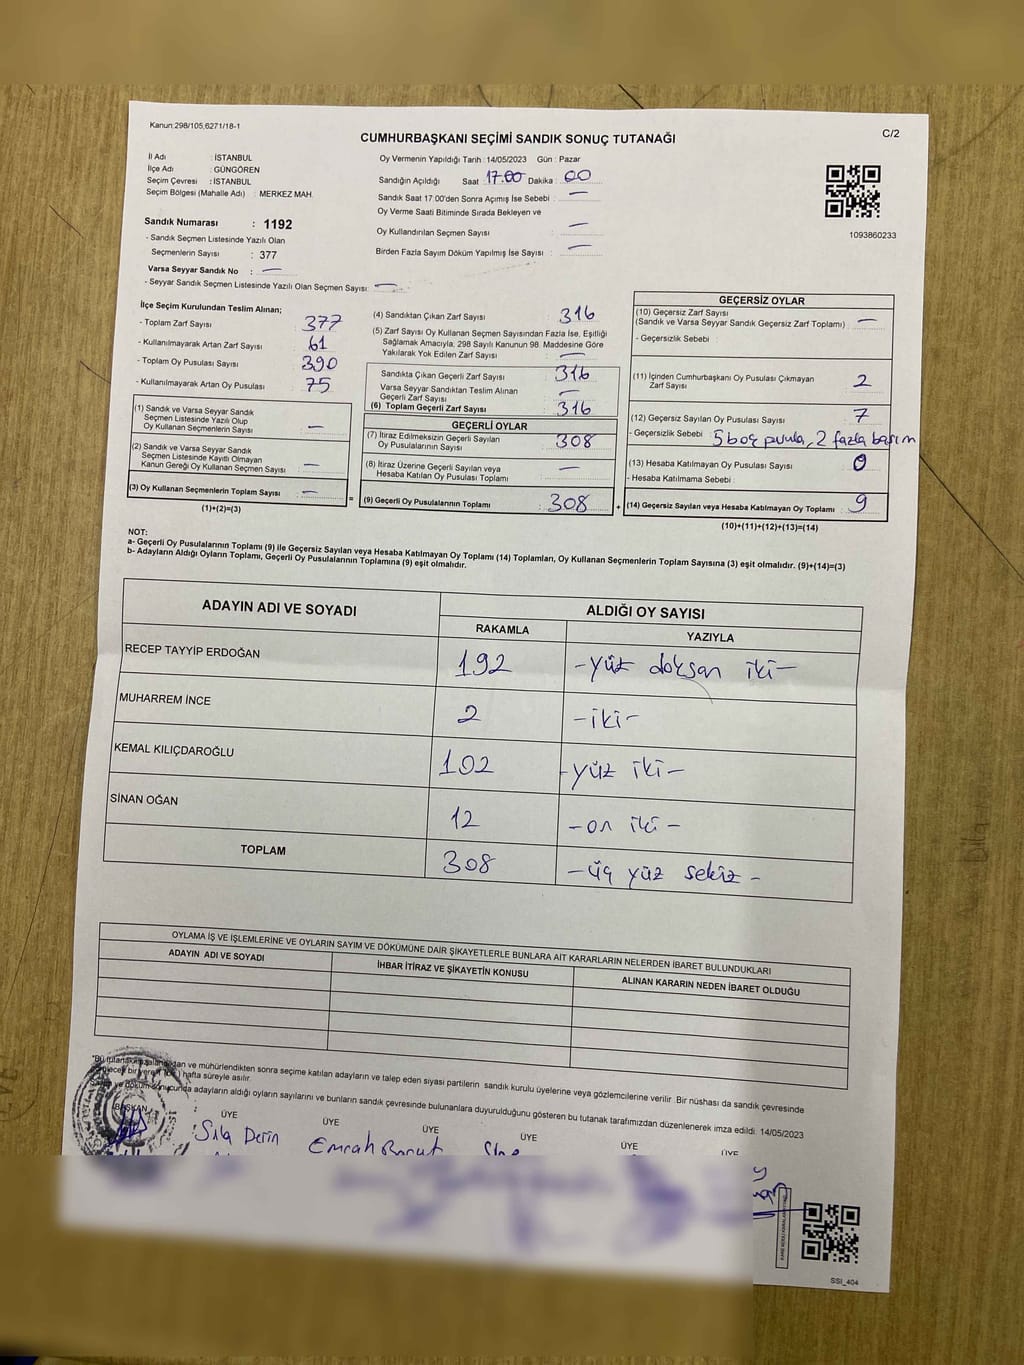 Kanun:298/105,6271/18-1
C/2
CUMHURBAŞKANI SEÇİMİ SANDIK SONUÇ TUTANAĞI
İl Adı : İSTANBUL
İlçe Adı : GÜNGÖREN
Seçim Çevresi : İSTANBUL
Seçim Bölgesi (Mahalle Adı) : MERKEZ MAH.
Sandık Numarası : 1192
- Sandık Seçmen Listesinde Yazılı Olan
Seçmenlerin Sayısı : 377
Varsa Seyyar Sandık No : —
- Seyyar Sandık Seçmen Listesinde Yazılı Olan Seçmen Sayısı: —
Oy Vermenin Yapıldığı Tarih : 14/05/2023 Gün : Pazar
Sandığın Açıldığı Saat 17.00 Dakika : 00
Sandık Saat 17.00'den Sonra Açımış İse Sebebi : —
Oy Verme Saati Bitiminde Sırada Bekleyen ve
Oy Kullandırılan Seçmen Sayısı : —
Birden Fazla Sayım Döküm Yapılmış İse Sayısı : —
1093860233
İlçe Seçim Kurulundan Teslim Alınan;
- Toplam Zarf Sayısı : 377
- Kullanılmayarak Artan Zarf Sayısı : 61
- Toplam Oy Pusulası Sayısı : 390
- Kullanılmayarak Artan Oy Pusulası : 75
(1) Sandık ve Varsa Seyyar Sandık
Seçmen Listesinde Yazılı Olup
Oy Kullanan Seçmenlerin Sayısı : —
(2) Sandık ve Varsa Seyyar Sandık
Seçmen Listesinde Kayıtlı Olmayan
Kanun Gereği Oy Kullanan Seçmen Sayısı : —
(3) Oy Kullanan Seçmenlerin Toplam Sayısı : —
(1)+(2)=(3)
=
(4) Sandıktan Çıkan Zarf Sayısı : 316
(5) Zarf Sayısı Oy Kullanan Seçmen Sayısından Fazla İse, Eşitliği
Sağlamak Amacıyla, 298 Sayılı Kanunun 98. Maddesine Göre
Yakılarak Yok Edilen Zarf Sayısı : —
Sandıkta Çıkan Geçerli Zarf Sayısı : 316
Varsa Seyyar Sandıktan Teslim Alınan
Geçerli Zarf Sayısı : —
(6) Toplam Geçerli Zarf Sayısı : 316
GEÇERLİ OYLAR
(7) İtiraz Edilmeksizin Geçerli Sayılan
Oy Pusulalarının Sayısı : 308
(8) İtiraz Üzerine Geçerli Sayılan veya
Hesaba Katılan Oy Pusulası Toplamı : —
(9) Geçerli Oy Pusulalarının Toplamı : 308
+
GEÇERSİZ OYLAR
(10) Geçersiz Zarf Sayısı
(Sandık ve Varsa Seyyar Sandık Geçersiz Zarf Toplamı) : —
- Geçersizlik Sebebi :
(11) İçinden Cumhurbaşkanı Oy Pusulası Çıkmayan
Zarf Sayısı : 2
(12) Geçersiz Sayılan Oy Pusulası Sayısı : 7
- Geçersizlik Sebebi : 5 boş pusula, 2 fazla basım
(13) Hesaba Katılmayan Oy Pusulası Sayısı : 0
- Hesaba Katılmama Sebebi :
(14) Geçersiz Sayılan veya Hesaba Katılmayan Oy Toplamı : 9
(10)+(11)+(12)+(13)=(14)
NOT:
a- Geçerli Oy Pusulalarının Toplamı (9) ile Geçersiz Sayılan veya Hesaba Katılmayan Oy Toplamı (14) Toplamları, Oy Kullanan Seçmenlerin Toplam Sayısına (3) eşit olmalıdır. (9)+(14)=(3)
b- Adayların Aldığı Oyların Toplamı, Geçerli Oy Pusulalarının Toplamına (9) eşit olmalıdır.
ADAYIN ADI VE SOYADI ALDIĞI OY SAYISI
RAKAMLA YAZIYLA
RECEP TAYYİP ERDOĞAN 192 -yüz doksan iki-
MUHARREM İNCE 2 -iki-
KEMAL KILIÇDAROĞLU 102 -yüz iki-
SİNAN OĞAN 12 -on iki-
TOPLAM 308 -üç yüz sekiz-
OYLAMA İŞ VE İŞLEMLERİNE VE OYLARIN SAYIM VE DÖKÜMÜNE DAİR ŞİKAYETLERLE BUNLARA AİT KARARLARIN NELERDEN İBARET BULUNDUKLARI
ADAYIN ADI VE SOYADI İHBAR İTİRAZ VE ŞİKAYETİN KONUSU ALINAN KARARIN NEDEN İBARET OLDUĞU
ve mühürlendikten sonra seçime katılan adayların ve talep eden siyasi partilerin sandık kurulu üyelerine veya gözlemcilerine verilir. Bir nüshası da sandık çevresinde
hafta süreyle asılır.
adayların aldığı oyların sayılarını ve bunların sandık çevresinde bulunanlara duyurulduğunu gösteren bu tutanak tarafımızdan düzenlenerek imza edildi. 14/05/2023
BAŞKAN ÜYE ÜYE ÜYE ÜYE ÜYE ÜYE
Sıla Derin Emrah
SSI_404